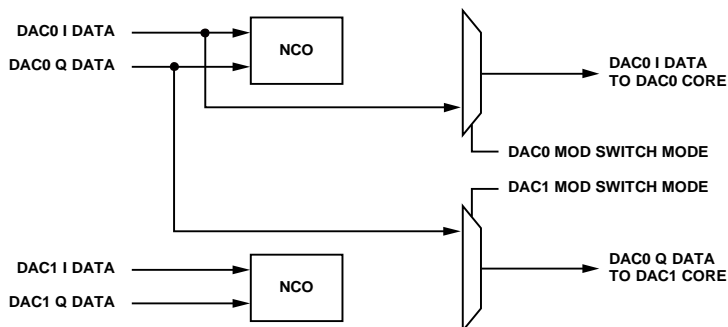 DAC0 I DATA
DAC0 Q DATA
NCO
DAC0 I DATA
TO DAC0 CORE
DAC0 MOD SWITCH MODE
DAC1 MOD SWITCH MODE
DAC1 I DATA
DAC1 Q DATA
NCO
DAC0 Q DATA
TO DAC1 CORE